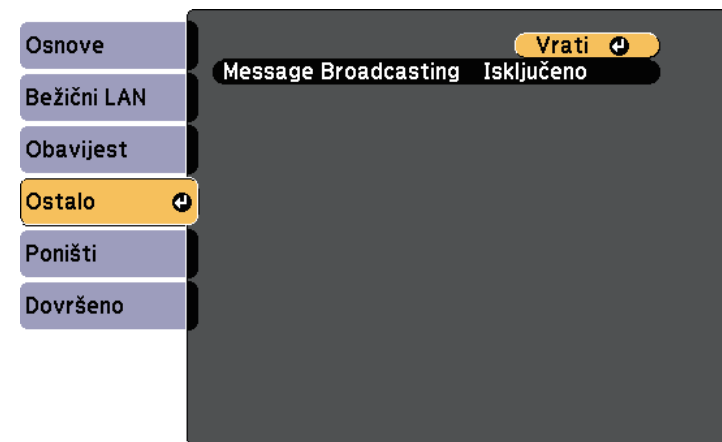 Osnove
Bežični LAN
Obavijest
Ostalo
Poništi
Dovršeno
Vrati
Message Broadcasting Isključeno